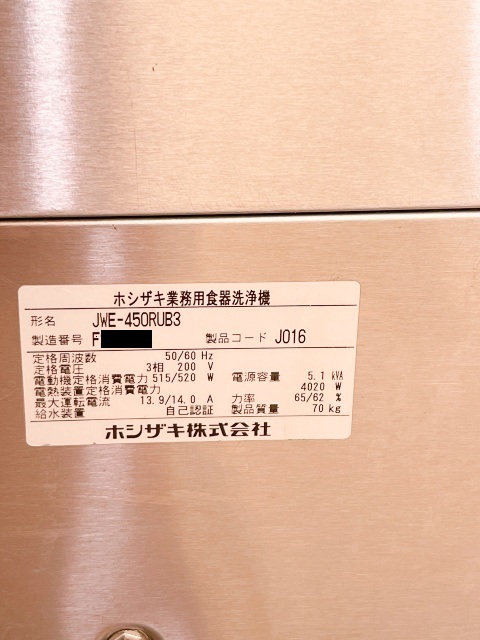 ホシザキ業務用食器洗浄機
形名 JWE-450RUB3
製造番号 F 製品コード J016
定格周波数 50/60 Hz
定格電圧 3相 200 V
電動機定格消費電力 515/520 W 電源容量 5.1 kVA
電熱装置定格消費電力 4020 W
最大運転電流 13.9/14.0 A 力率 65/62 %
給水装置 自己認証 製品質量 70 kg
ホシザキ株式会社